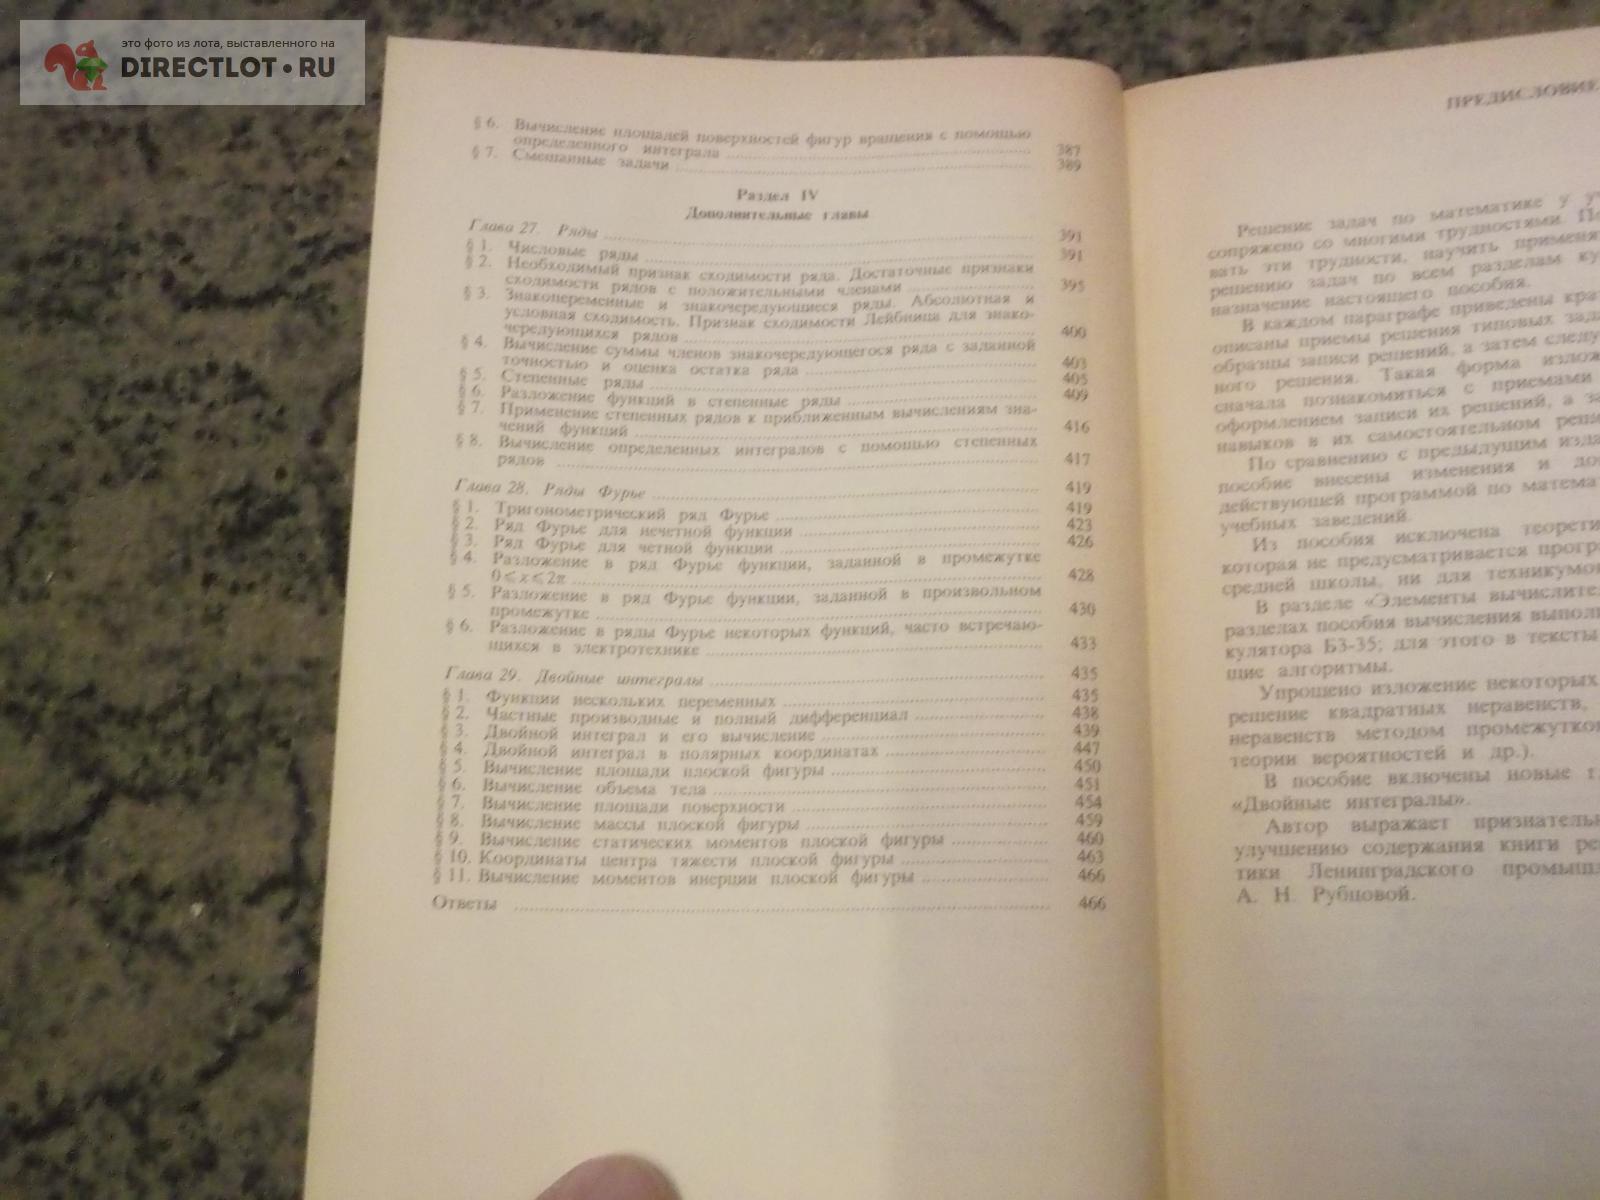 это фото из лота, выставленного на
DIRECTLOT.RU
§ 6. Вычисление площадей поверхностей фигур вращения с помощью
определенного интеграла 387
§ 7. Смешанные задачи 389
Раздел IV
Дополнительные главы
Глава 27. Ряды 391
§ 1. Числовые ряды 391
§ 2. Необходимый признак сходимости ряда. Достаточные признаки
сходимости рядов с положительными членами 395
§ 3. Знакопеременные и знакочередующиеся ряды. Абсолютная и
условная сходимость. Признак сходимости Лейбница для знако-
чередующихся рядов 400
§ 4. Вычисление суммы членов знакочередующегося ряда с заданной
точностью и оценка остатка ряда 403
§ 5. Степенные ряды 405
§ 6. Разложение функций в степенные ряды 409
§ 7. Применение степенных рядов к приближенным вычислениям зна-
чений функций 416
§ 8. Вычисление определенных интегралов с помощью степенных
рядов 417
Глава 28. Ряды Фурье 419
§ 1. Тригонометрический ряд Фурье 419
§ 2. Ряд Фурье для нечетной функции 423
§ 3. Ряд Фурье для четной функции 426
§ 4. Разложение в ряд Фурье функции, заданной в промежутке
0⩽x⩽2π 428
§ 5. Разложение в ряд Фурье функции, заданной в произвольном
промежутке 430
§ 6. Разложение в ряды Фурье некоторых функций, часто встречаю-
щихся в электротехнике 433
Глава 29. Двойные интегралы 435
§ 1. Функции нескольких переменных 435
§ 2. Частные производные и полный дифференциал 438
§ 3. Двойной интеграл и его вычисление 439
§ 4. Двойной интеграл в полярных координатах 447
§ 5. Вычисление площади плоской фигуры 450
§ 6. Вычисление объема тела 451
§ 7. Вычисление площади поверхности 454
§ 8. Вычисление массы плоской фигуры 459
§ 9. Вычисление статических моментов плоской фигуры 460
§ 10. Координаты центра тяжести плоской фигуры 463
§ 11. Вычисление моментов инерции плоской фигуры 466
Ответы 466
ПРЕДИСЛОВИЕ
Решение задач по математике у
сопряжено со многими трудностями.
вать эти трудности, научить
решению задач по всем разделам
назначение настоящего пособия.
В каждом параграфе приведены
описаны приемы решения типовых
образцы записи решений, а затем
ного решения. Такая форма
сначала познакомиться с приемами
оформлением записи их решений, а
навыков в их самостоятельном
По сравнению с предыдущим
пособие внесены изменения и
действующей программой по
учебных заведений.
Из пособия исключена
которая не предусматривается
средней школы, ни для
В разделе «Элементы
разделах пособия вычисления
кулятора Б3-35; для этого в тексты
щие алгоритмы.
Упрощено изложение некоторых
решение квадратных неравенств,
неравенств методом
теории вероятностей и др.).
В пособие включены новые
«Двойные интегралы».
Автор выражает
улучшению содержания книги
тики Ленинградского
А. Н. Рубцовой.